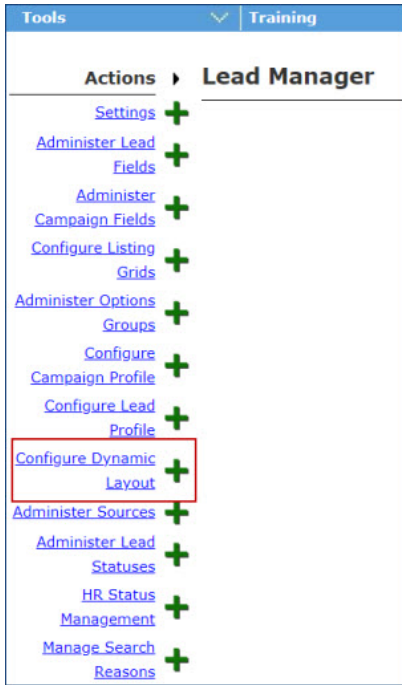 Tools Training
Actions Lead Manager
Settings
Administer Lead
Fields
Administer
Campaign Fields
Configure Listing
Grids
Administer Options
Groups
Configure
Campaign Profile
Configure Lead
Profile
Configure Dynamic
Layout
Administer Sources
Administer Lead
Statuses
HR Status
Management
Manage Search
Reasons